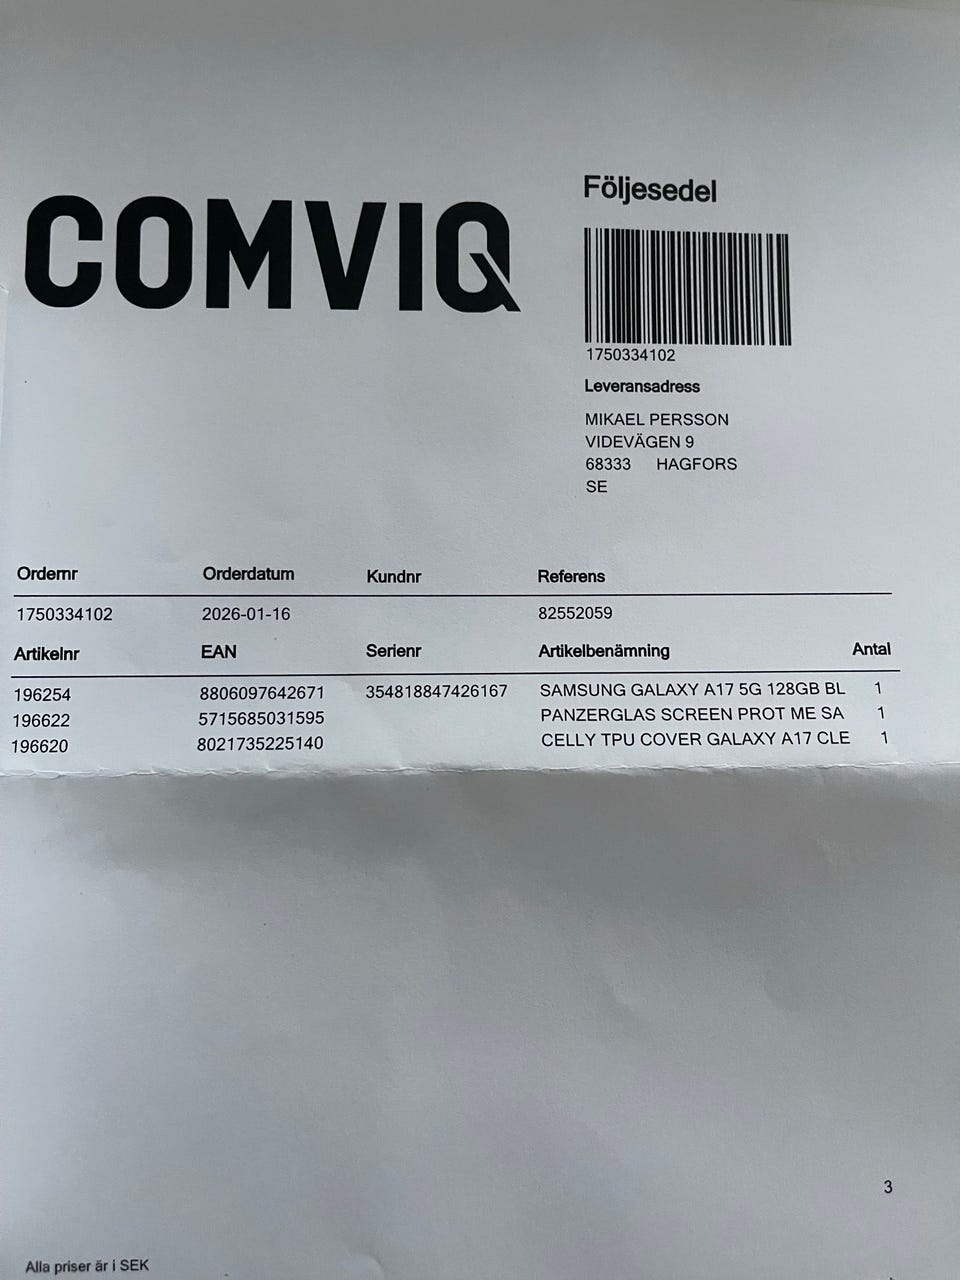 COMVIQ
Följesedel
1750334102
Leveransadress
MIKAEL PERSSON
VIDEVÄGEN 9
68333 HAGFORS
SE
Ordernr Orderdatum Kundnr Referens
1750334102 2026-01-16 82552059
Artikelnr EAN Serienr Artikelbenämning Antal
196254 8806097642671 354818847426167 SAMSUNG GALAXY A17 5G 128GB BL 1
196622 5715685031595 PANZERGLAS SCREEN PROT ME SA 1
196620 8021735225140 CELLY TPU COVER GALAXY A17 CLE 1
3
Alla priser är i SEK